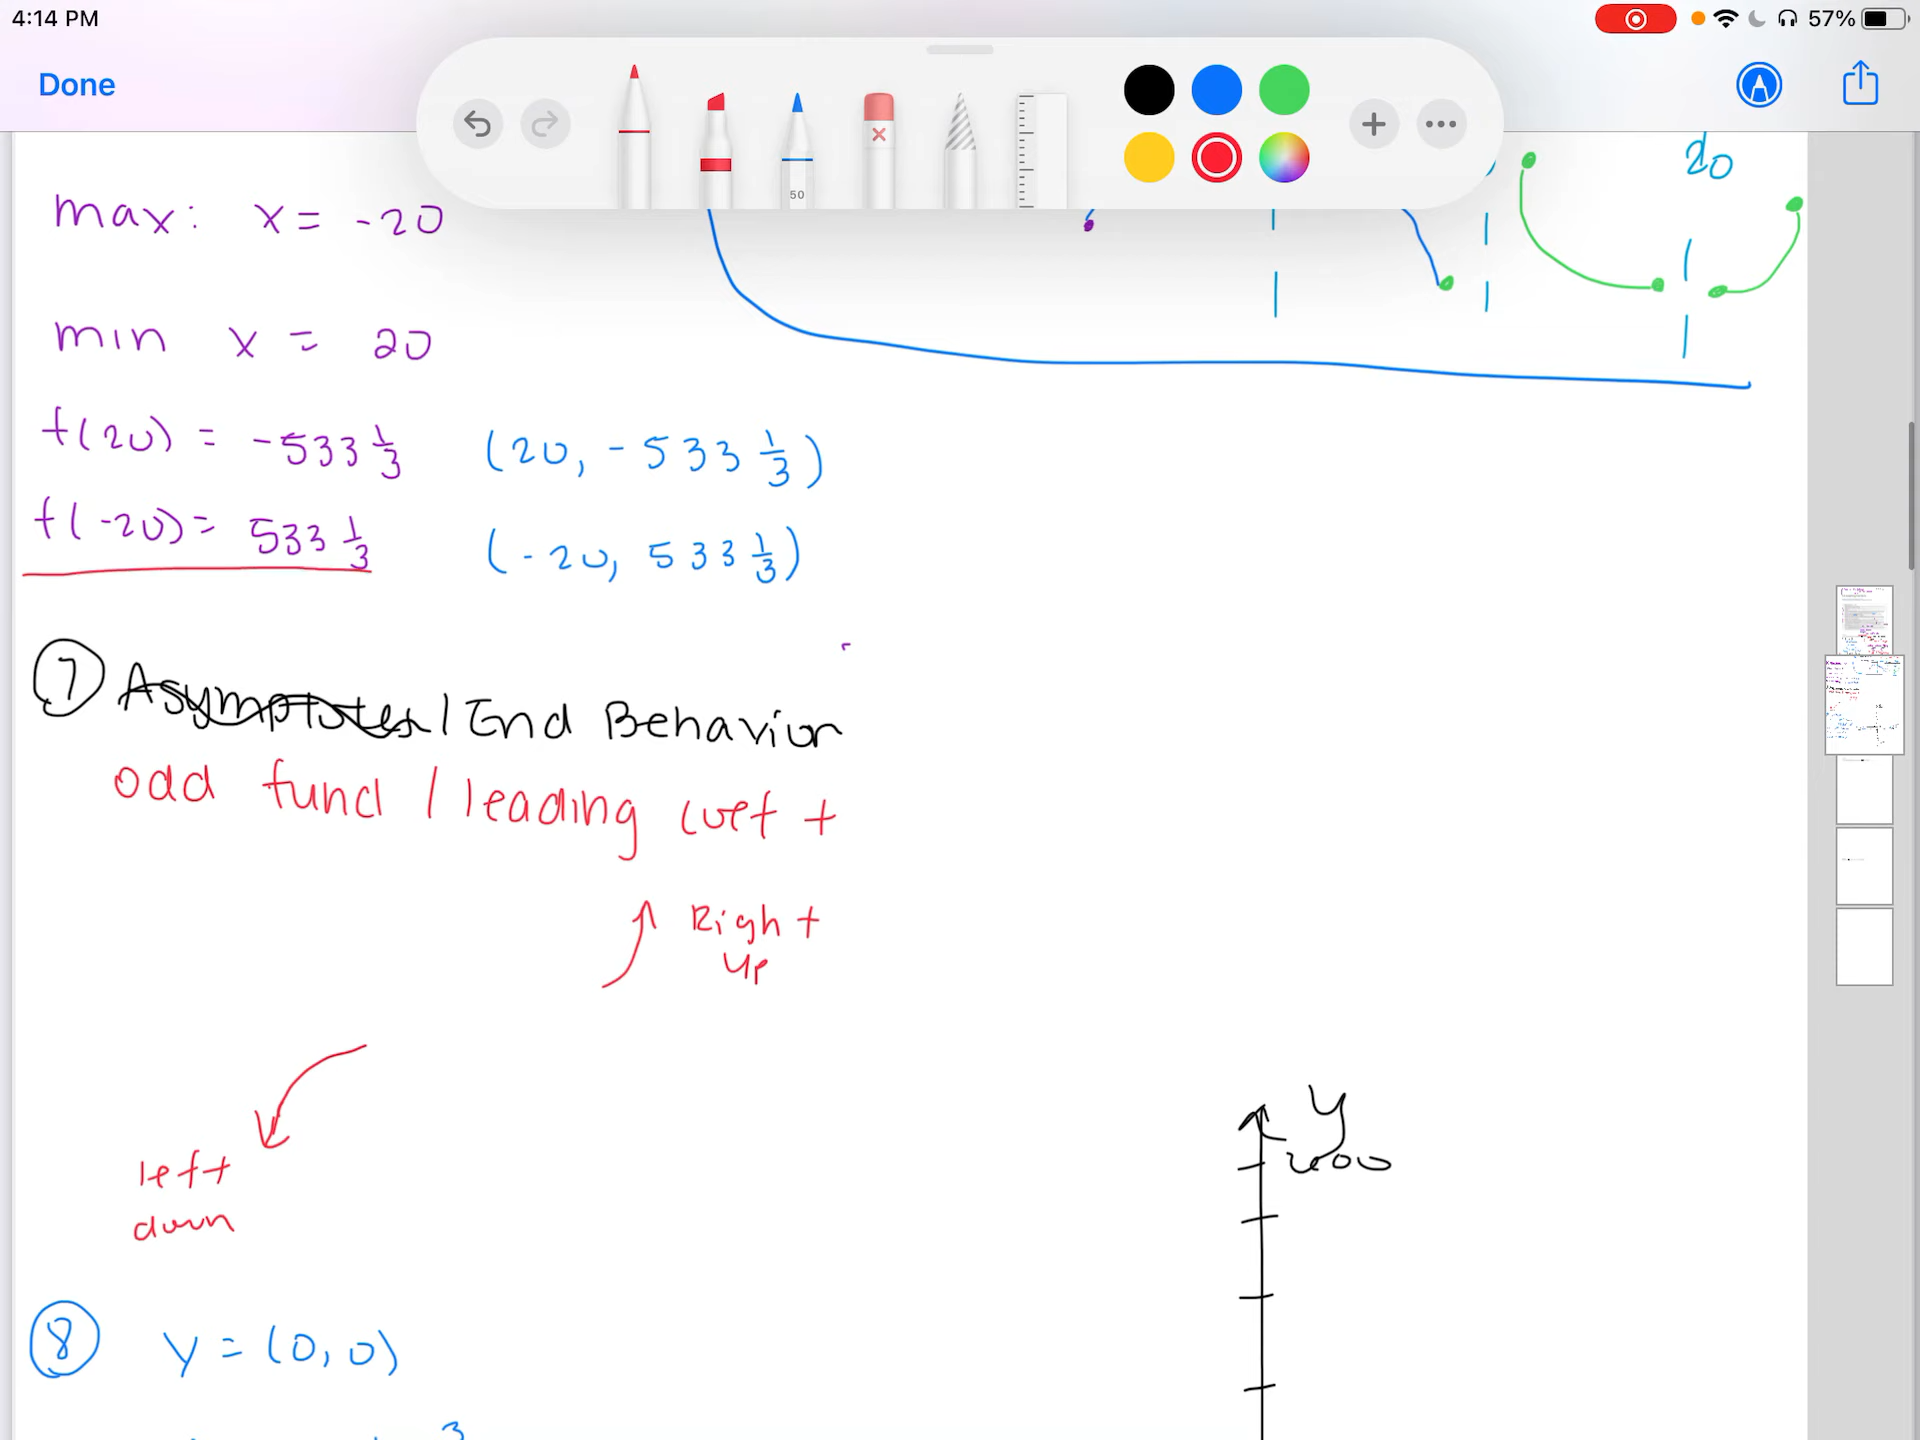 4:14 PM
57%
Done
50
20
max: x = -20
min x = 20
f(20) = -533 1/3 (20, -533 1/3)
f(-20) = 533 1/3 (-20, 533 1/3)
7 Asymptotes / End Behavior
odd func / leading coef +
Right
up
left
down
y
600
8 y = (0, 0)
3